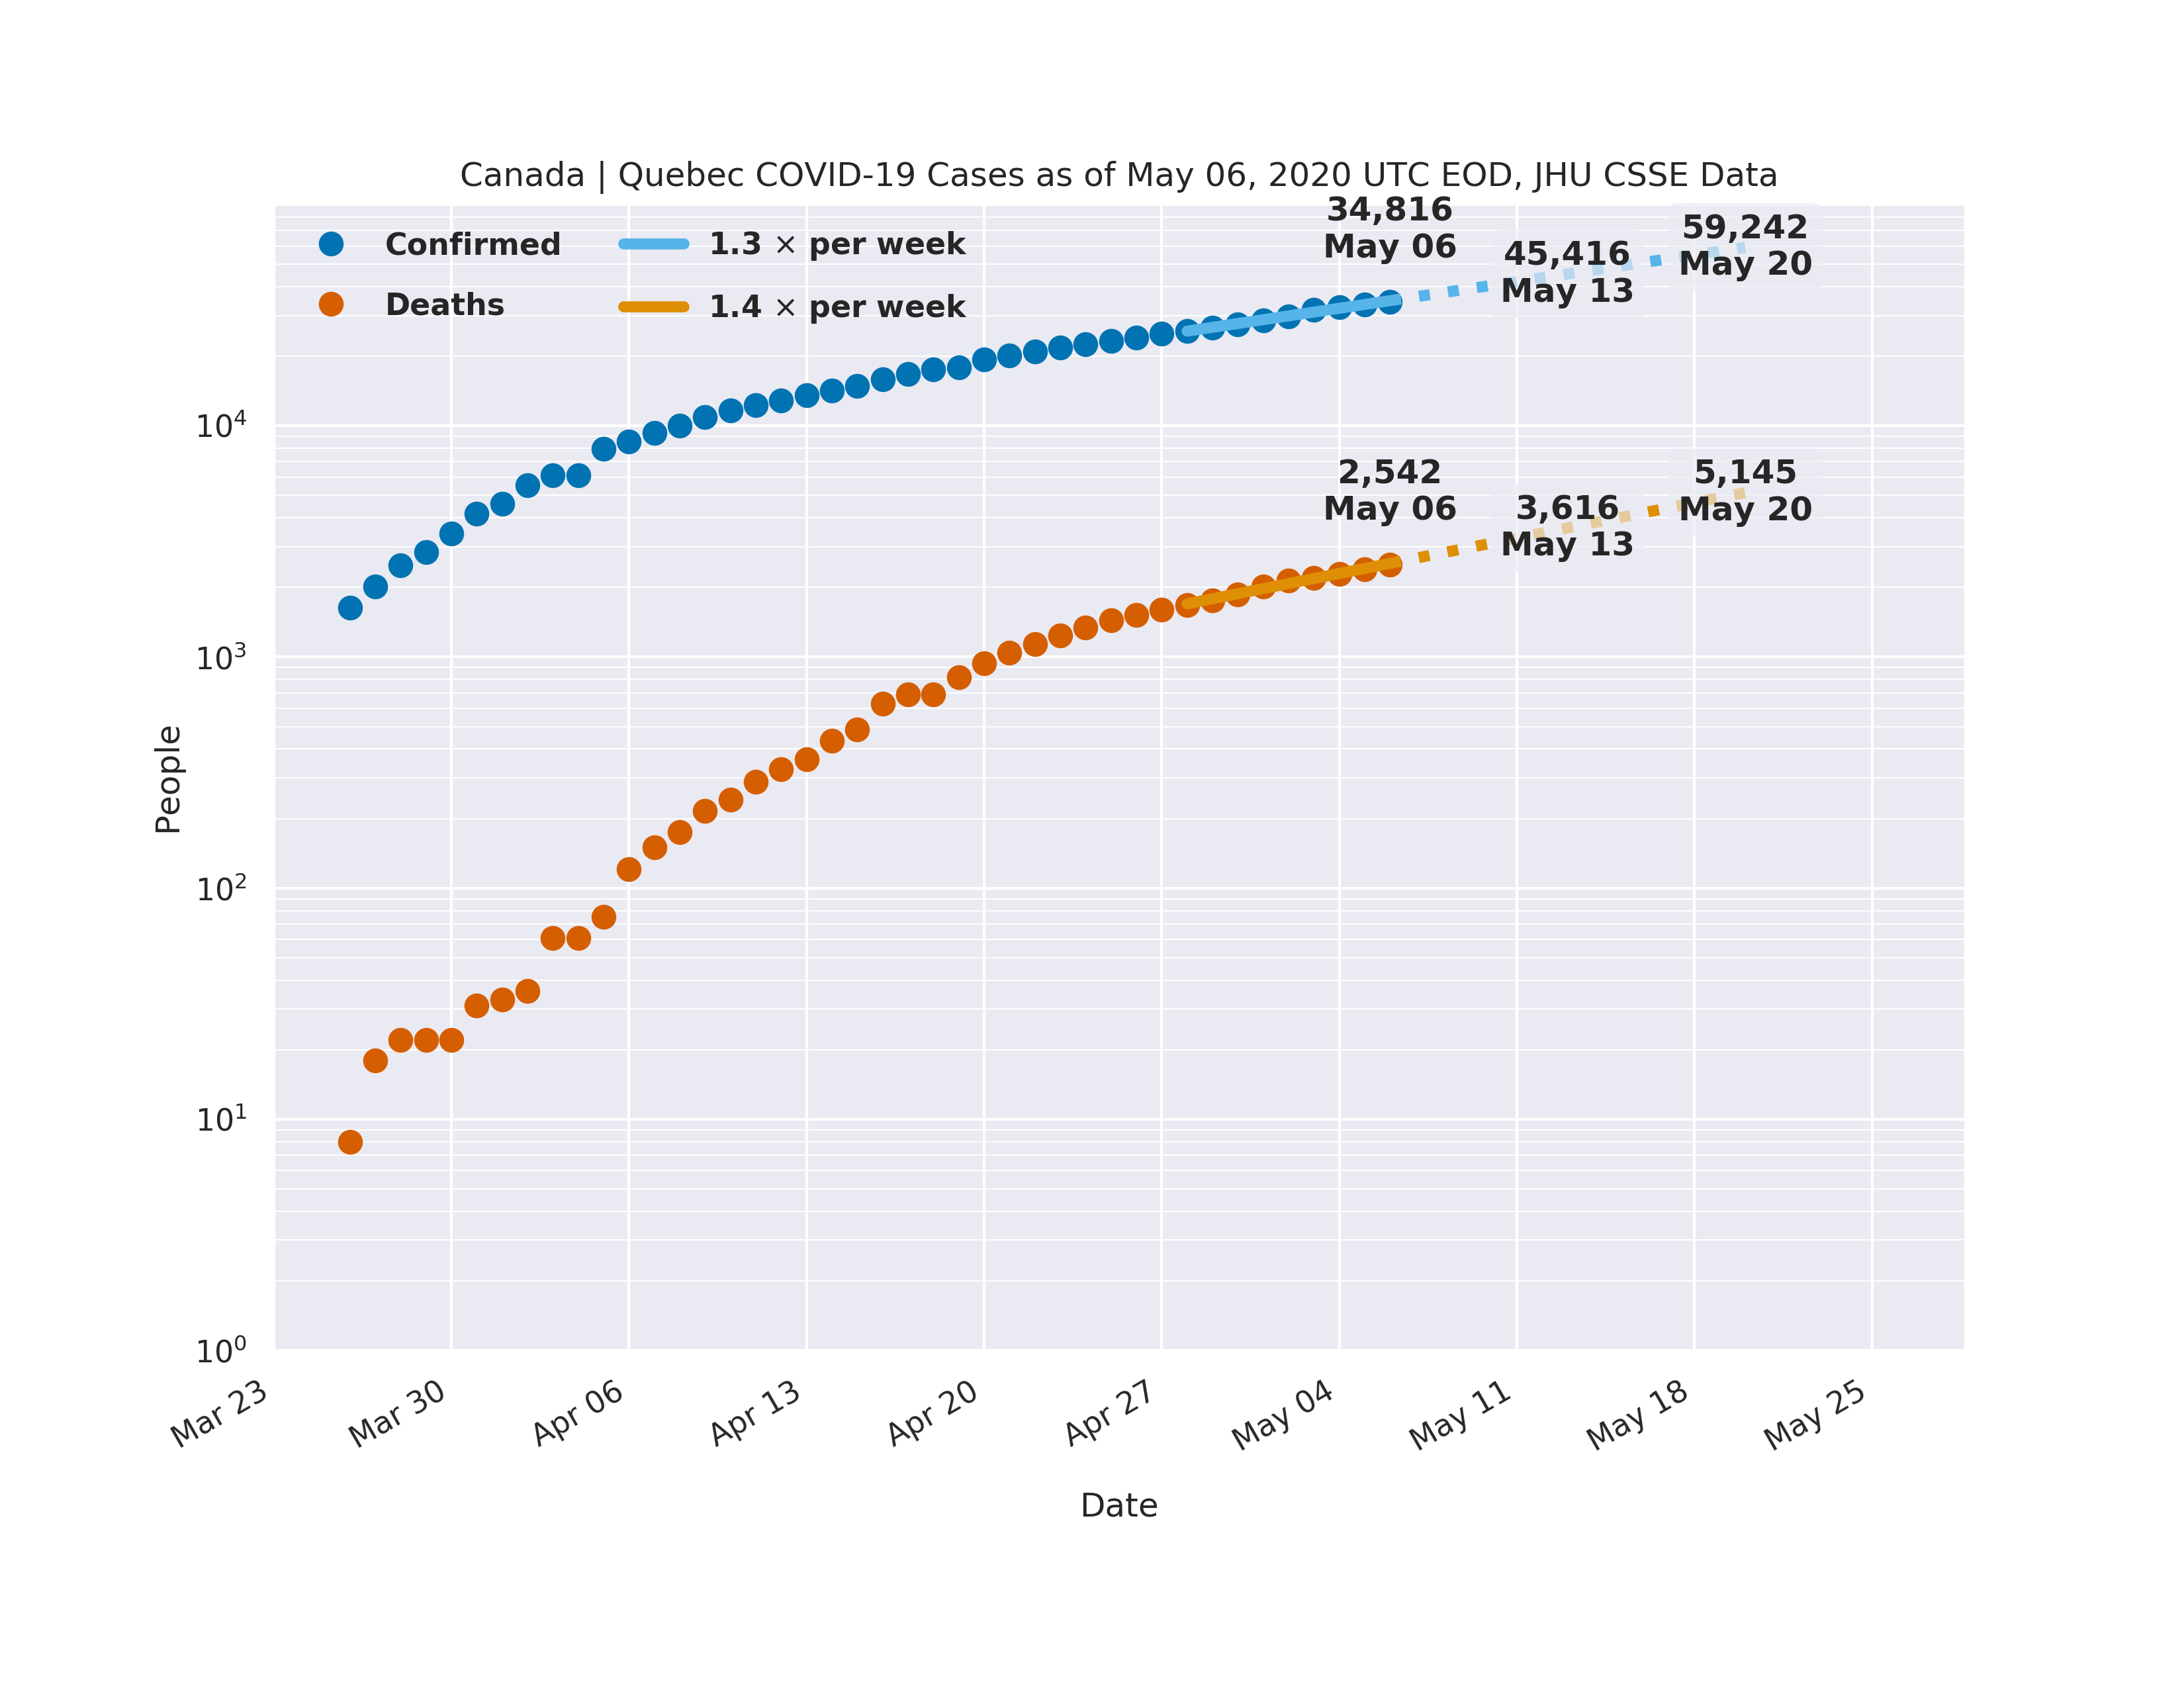 Canada | Quebec COVID-19 Cases as of May 06, 2020 UTC EOD, JHU CSSE Data
Confirmed
Deaths
1.3 × per week
1.4 × per week
34,816
May 06
45,416
May 13
59,242
May 20
2,542
May 06
3,616
May 13
5,145
May 20
People
10⁴
10³
10²
10¹
10⁰
Mar 23
Mar 30
Apr 06
Apr 13
Apr 20
Apr 27
May 04
May 11
May 18
May 25
Date